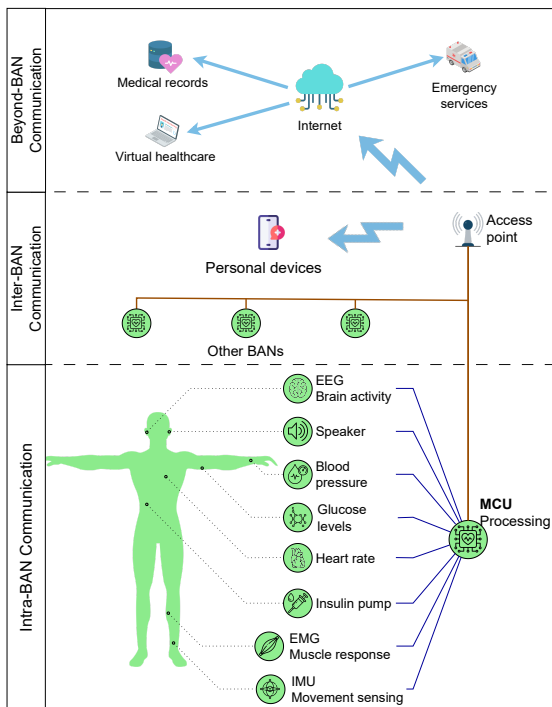 Beyond-BAN
Communication
Medical records
Virtual healthcare
Internet
Emergency
services
Inter-BAN
Communication
Personal devices
Access
point
Other BANs
Intra-BAN Communication
EEG
Brain activity
Speaker
Blood
pressure
Glucose
levels
Heart rate
Insulin pump
EMG
Muscle response
IMU
Movement sensing
MCU
Processing